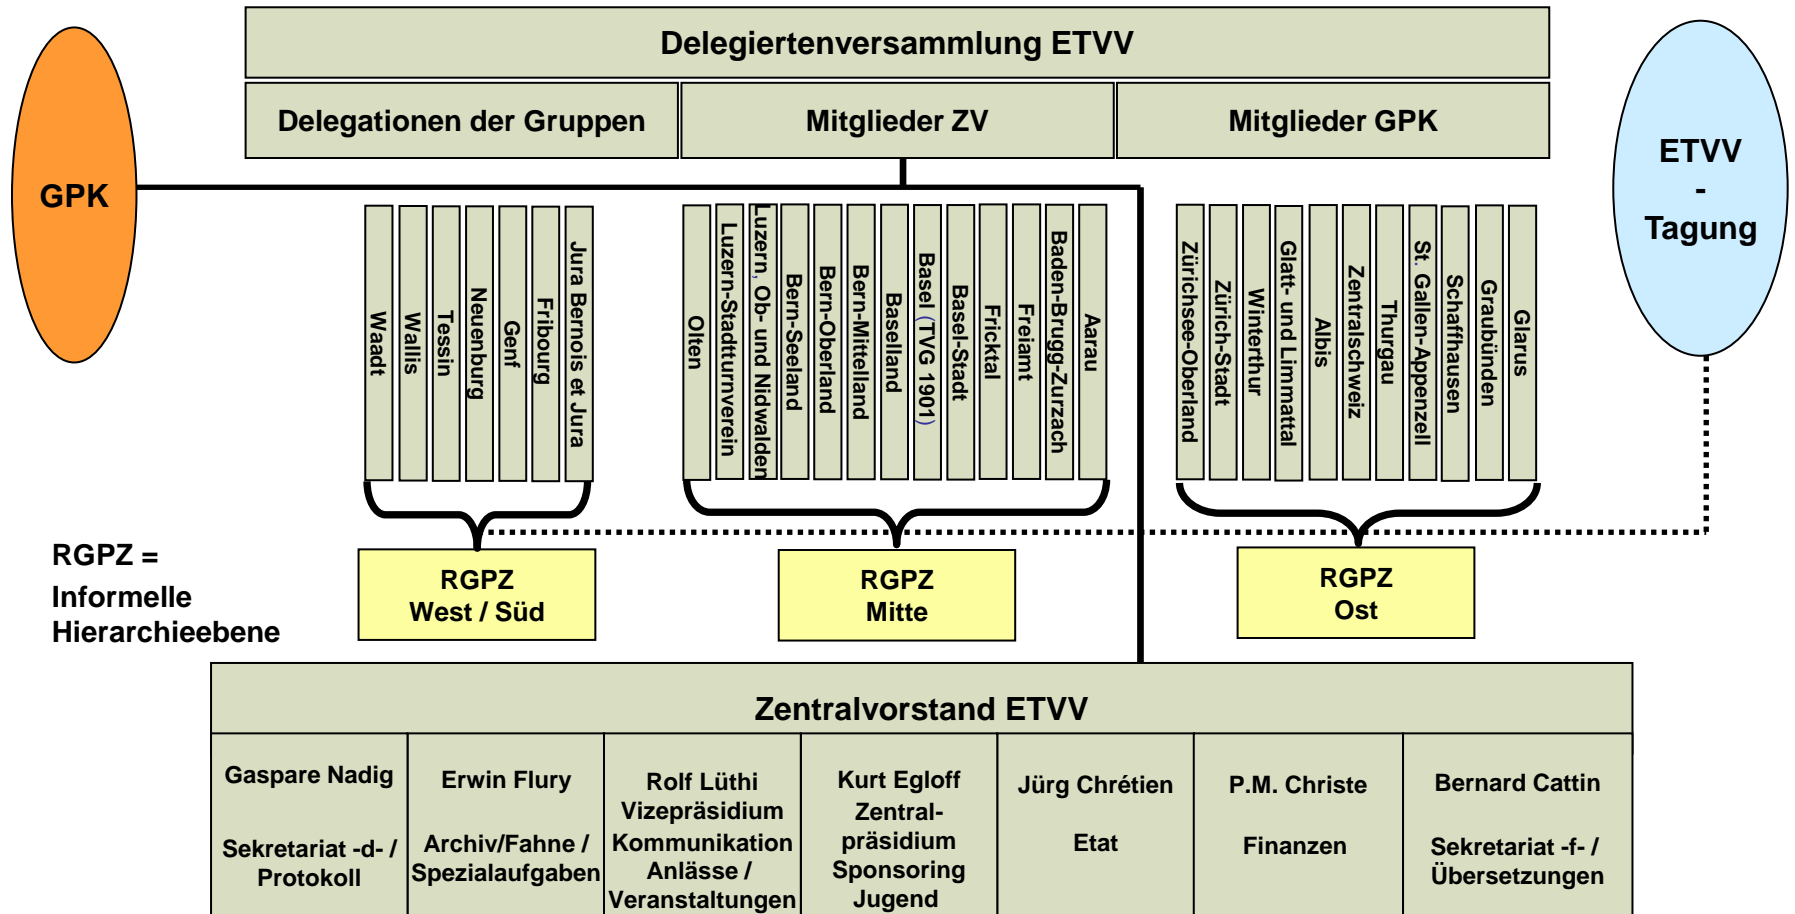 Delegiertenversammlung ETVV
Delegationen der Gruppen
Mitglieder ZV
Mitglieder GPK
GPK
ETVV
-
Tagung
Waadt
Wallis
Tessin
Neuenburg
Genf
Fribourg
Jura Bernois et Jura
Olten
Luzern-Stadtturnverein
Luzern, Ob- und Nidwalden
Bern-Seeland
Bern-Oberland
Bern-Mittelland
Baselland
Basel (TVG 1901)
Basel-Stadt
Fricktal
Freiamt
Baden-Brugg-Zurzach
Aarau
Zürichsee-Oberland
Zürich-Stadt
Winterthur
Glatt- und Limmattal
Albis
Zentralschweiz
Thurgau
St. Gallen-Appenzell
Schaffhausen
Graubünden
Glarus
RGPZ =
Informelle
Hierarchieebene
RGPZ
West / Süd
RGPZ
Mitte
RGPZ
Ost
Zentralvorstand ETVV
Gaspare Nadig
Sekretariat -d- /
Protokoll
Erwin Flury
Archiv/Fahne /
Spezialaufgaben
Rolf Lüthi
Vizepräsidium
Kommunikation
Anlässe /
Veranstaltungen
Kurt Egloff
Zentral-
präsidium
Sponsoring
Jugend
Jürg Chrétien
Etat
P.M. Christe
Finanzen
Bernard Cattin
Sekretariat -f- /
Übersetzungen